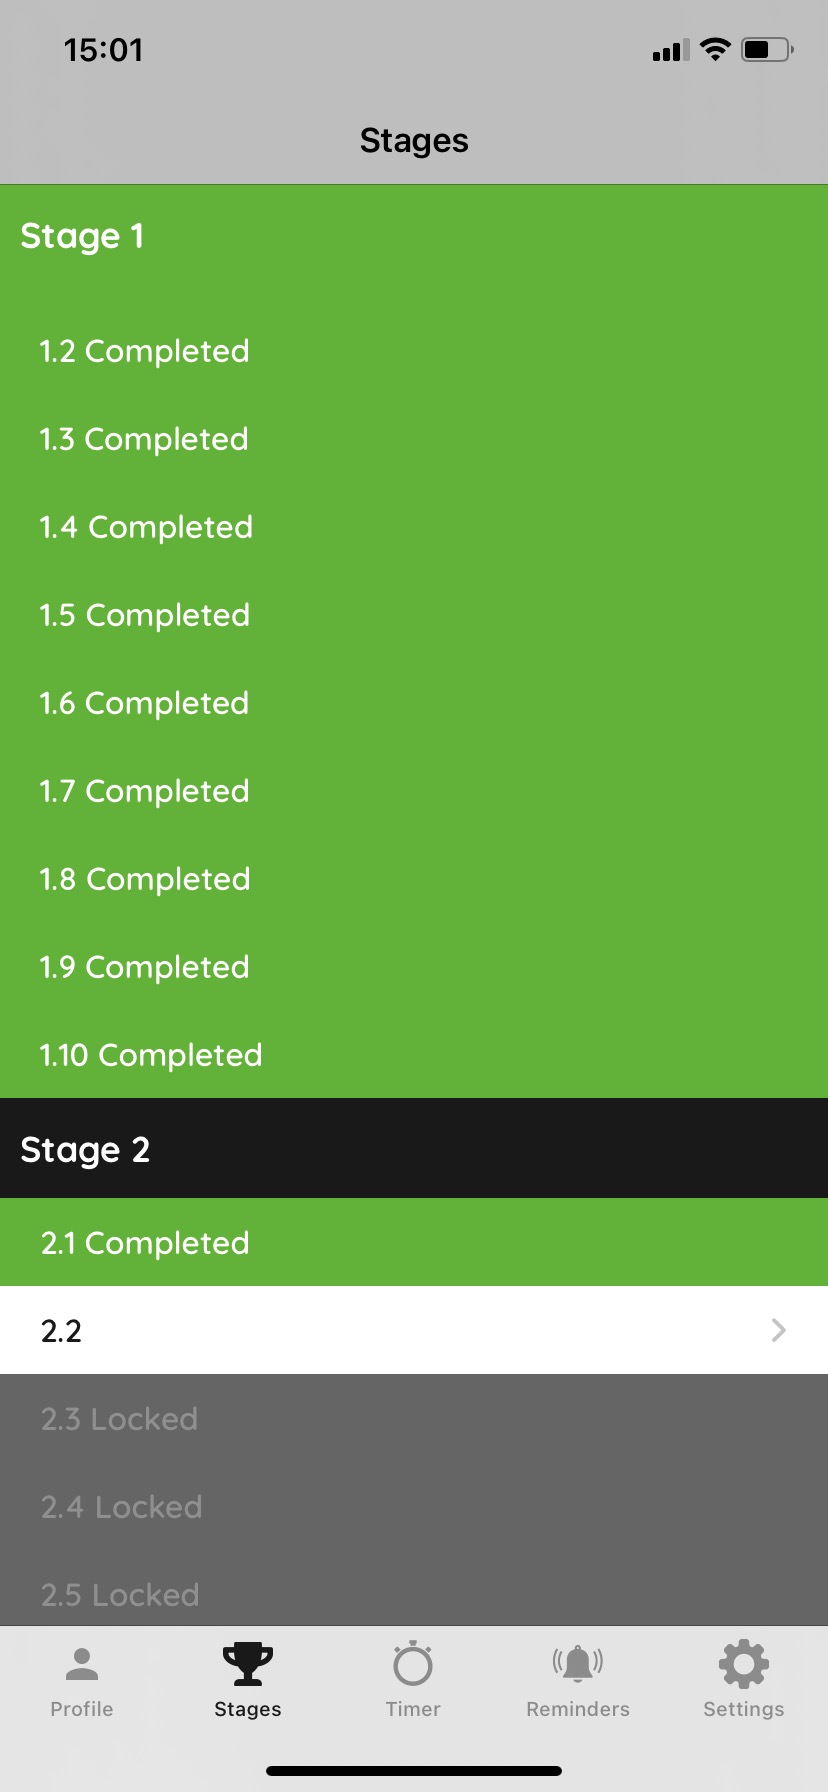 15:01
Stages
Stage 1
1.2 Completed
1.3 Completed
1.4 Completed
1.5 Completed
1.6 Completed
1.7 Completed
1.8 Completed
1.9 Completed
1.10 Completed
Stage 2
2.1 Completed
2.2
2.3 Locked
2.4 Locked
2.5 Locked
Profile Stages Timer Reminders Settings